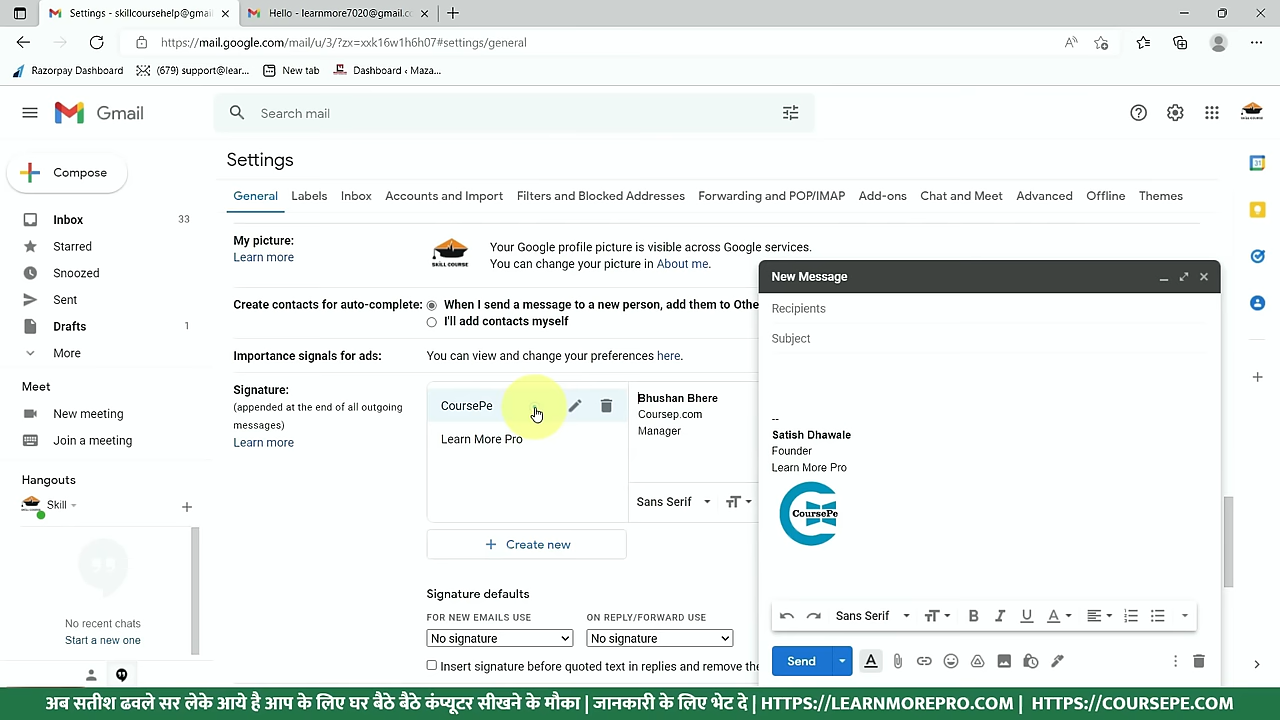 Settings - skillcoursehelp@gmai
Hello - learnmore7020@gmail.c
https://mail.google.com/mail/u/3/?zx=xxk16w1h6h07#settings/general
Razorpay Dashboard
(679) support@lear...
New tab
Dashboard ‹ Maza...
Gmail
Search mail
Compose
Inbox 33
Starred
Snoozed
Sent
Drafts 1
More
Meet
New meeting
Join a meeting
Hangouts
Skill
No recent chats
Start a new one
Settings
General Labels Inbox Accounts and Import Filters and Blocked Addresses Forwarding and POP/IMAP Add-ons Chat and Meet Advanced Offline Themes
My picture:
Learn more
SKILL COURSE
Your Google profile picture is visible across Google services.
You can change your picture in About me.
Create contacts for auto-complete:
When I send a message to a new person, add them to Othe
I'll add contacts myself
Importance signals for ads:
You can view and change your preferences here.
Signature:
(appended at the end of all outgoing
messages)
Learn more
CoursePe
Learn More Pro
Bhushan Bhere
Coursep.com
Manager
Sans Serif
Create new
Signature defaults
FOR NEW EMAILS USE
ON REPLY/FORWARD USE
No signature
No signature
Insert signature before quoted text in replies and remove the
New Message
Recipients
Subject
--
Satish Dhawale
Founder
Learn More Pro
CoursePe
Sans Serif
Send
अब सतीश ढवले सर लेके आये है आप के लिए घर बैठे बैठे कंप्यूटर सीखने के मौका | जानकारी के लिए भेट दे | HTTPS://LEARNMOREPRO.COM | HTTPS://COURSEPE.COM